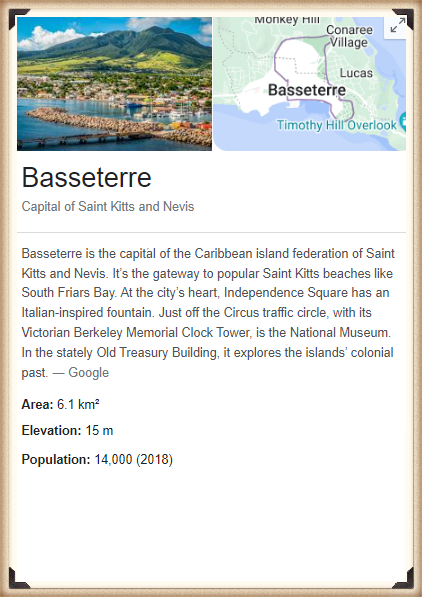 Monkey Hill
Conaree
Village
Lucas
Basseterre
Timothy Hill Overlook
Basseterre
Capital of Saint Kitts and Nevis
Basseterre is the capital of the Caribbean island federation of Saint
Kitts and Nevis. It’s the gateway to popular Saint Kitts beaches like
South Friars Bay. At the city’s heart, Independence Square has an
Italian-inspired fountain. Just off the Circus traffic circle, with its
Victorian Berkeley Memorial Clock Tower, is the National Museum.
In the stately Old Treasury Building, it explores the islands’ colonial
past. — Google
Area: 6.1 km²
Elevation: 15 m
Population: 14,000 (2018)